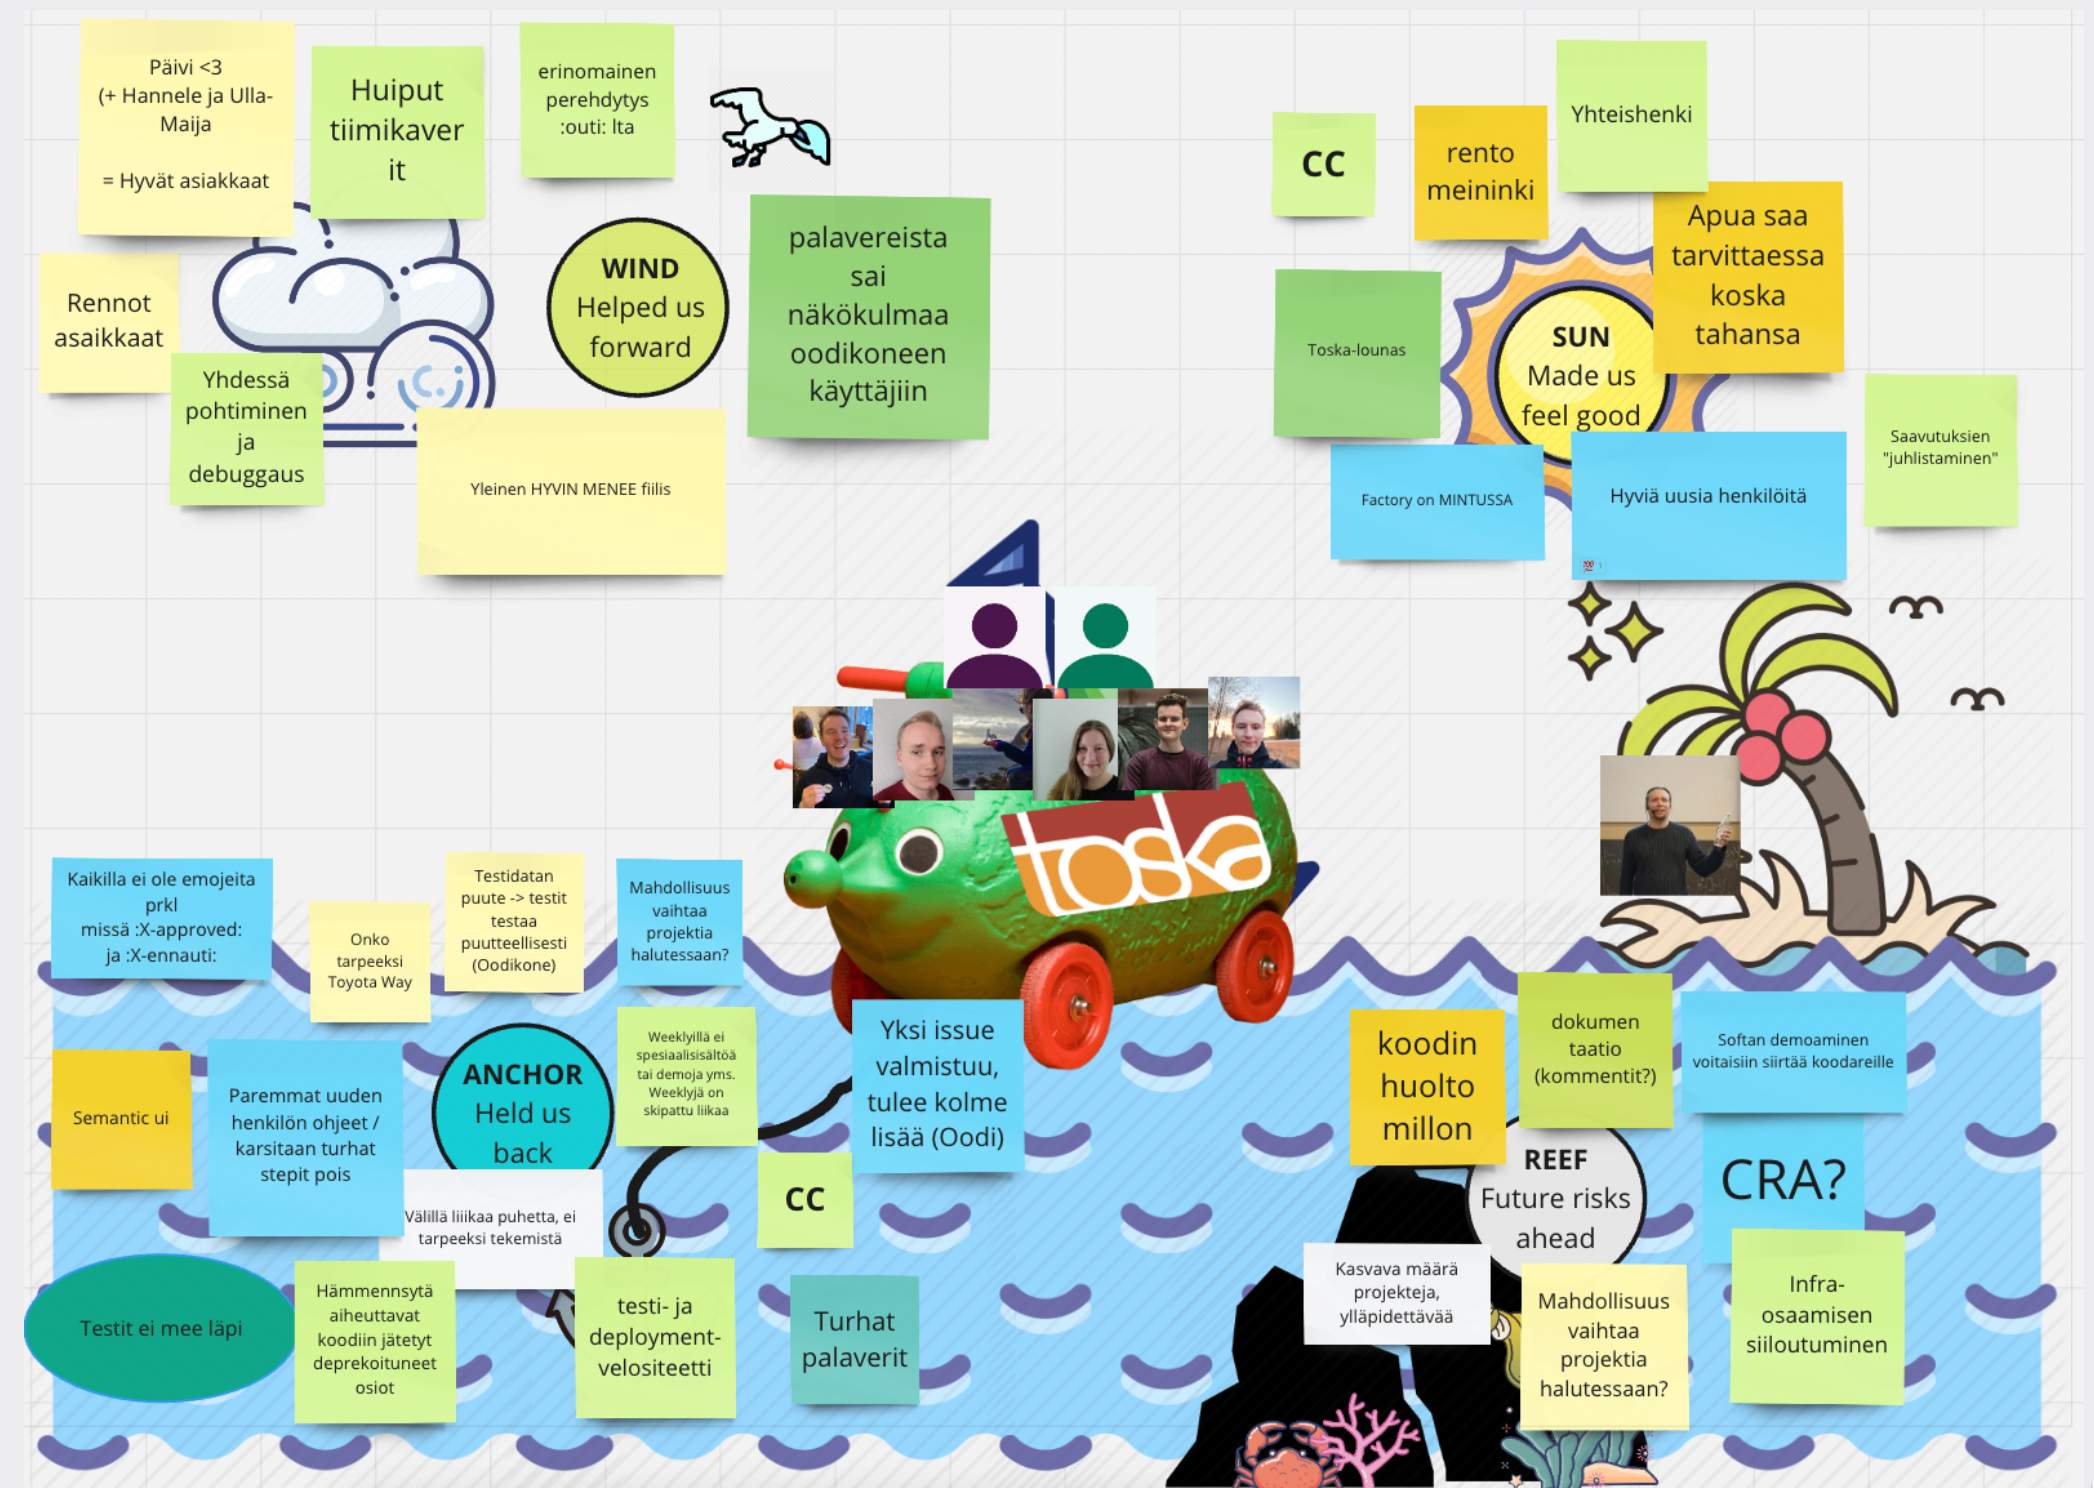 Päivi <3
(+ Hannele ja Ulla-
Maija
= Hyvät asiakkaat
Huiput
tiimikaver
it
erinomainen
perehdytys
:outi: lta
Rennot
asaikkaat
Yhdessä
pohtiminen
ja
debuggaus
WIND
Helped us
forward
palavereista
sai
näkökulmaa
oodikoneen
käyttäjiin
Yleinen HYVIN MENEE fiilis
CC
rento
meininki
Yhteishenki
Apua saa
tarvittaessa
koska
tahansa
Toska-lounas
SUN
Made us
feel good
Factory on MINTUSSA
Hyviä uusia henkilöitä
1
Saavutuksien
"juhlistaminen"
toska
Kaikilla ei ole emojeita
prkl
missä :X-approved:
ja :X-ennauti:
Onko
tarpeeksi
Toyota Way
Testidatan
puute -> testit
testaa
puutteellisesti
(Oodikone)
Mahdollisuus
vaihtaa
projektia
halutessaan?
Semantic ui
Paremmat uuden
henkilön ohjeet /
karsitaan turhat
stepit pois
ANCHOR
Held us
back
Weeklyillä ei
spesiaalisisältöä
tai demoja yms.
Weeklyjä on
skipattu liikaa
Yksi issue
valmistuu,
tulee kolme
lisää (Oodi)
Välillä liiikaa puhetta, ei
tarpeeksi tekemistä
CC
Testit ei mee läpi
Hämmennsytä
aiheuttavat
koodiin jätetyt
deprekoituneet
osiot
testi- ja
deployment-
velositeetti
Turhat
palaverit
koodin
huolto
millon
dokumen
taatio
(kommentit?)
Softan demoaminen
voitaisiin siirtää koodareille
REEF
Future risks
ahead
CRA?
Kasvava määrä
projekteja,
ylläpidettävää
Mahdollisuus
vaihtaa
projektia
halutessaan?
Infra-
osaamisen
siiloutuminen